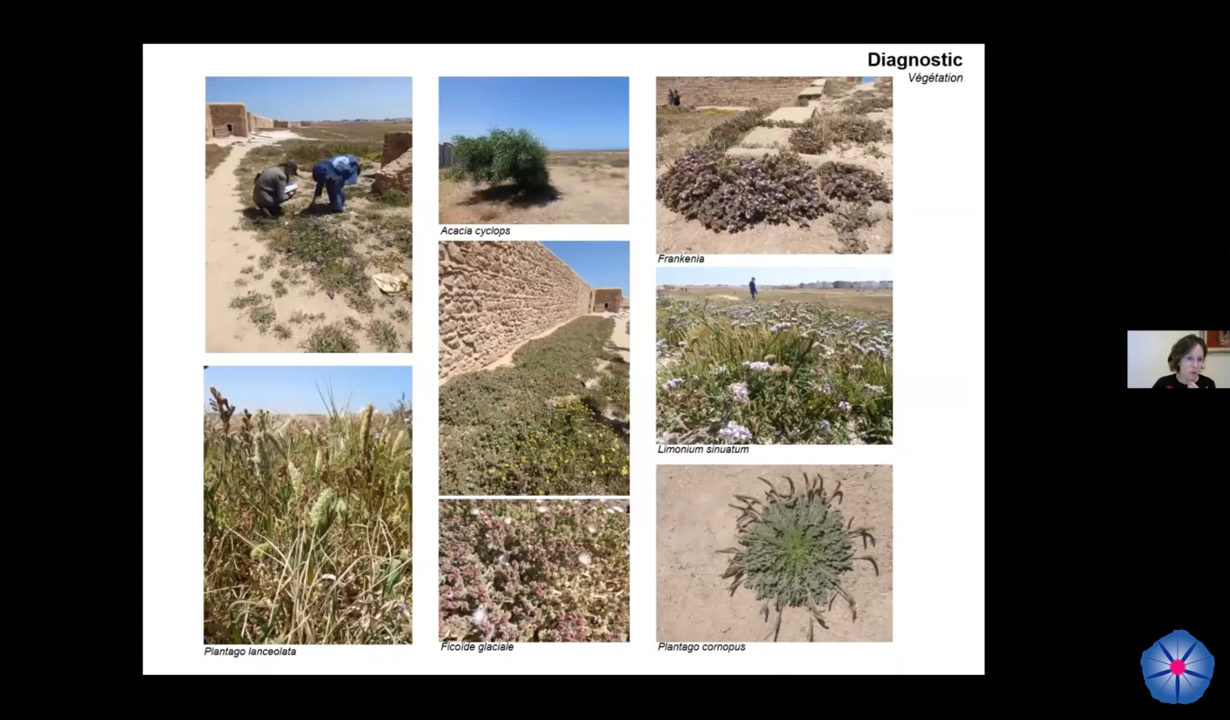 Diagnostic
Végétation
Acacia cyclops
Frankenia
Limonium sinuatum
Plantago lanceolata
Ficoïde glaciale
Plantago cornopus